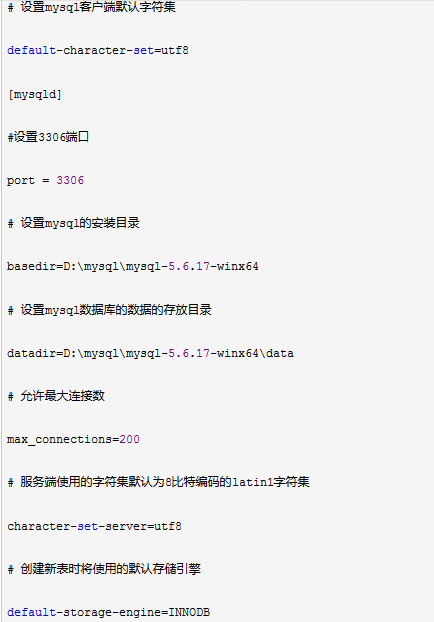 # 设置mysql客户端默认字符集
default-character-set=utf8
[mysqld]
#设置3306端口
port = 3306
# 设置mysql的安装目录
basedir=D:\mysql\mysql-5.6.17-winx64
# 设置mysql数据库的数据的存放目录
datadir=D:\mysql\mysql-5.6.17-winx64\data
# 允许最大连接数
max_connections=200
# 服务端使用的字符集默认为8比特编码的latin1字符集
character-set-server=utf8
# 创建新表时将使用的默认存储引擎
default-storage-engine=INNODB